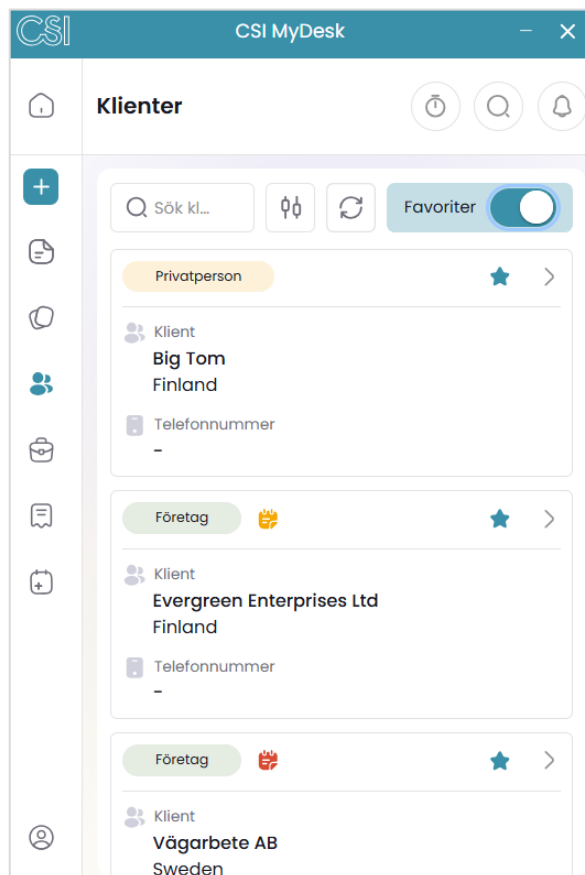 CSI
CSI MyDesk
Klienter
Sök kl...
Favoriter
Privatperson
Klient
Big Tom
Finland
Telefonnummer
-
Företag
Klient
Evergreen Enterprises Ltd
Finland
Telefonnummer
-
Företag
Klient
Vägarbete AB
Sweden